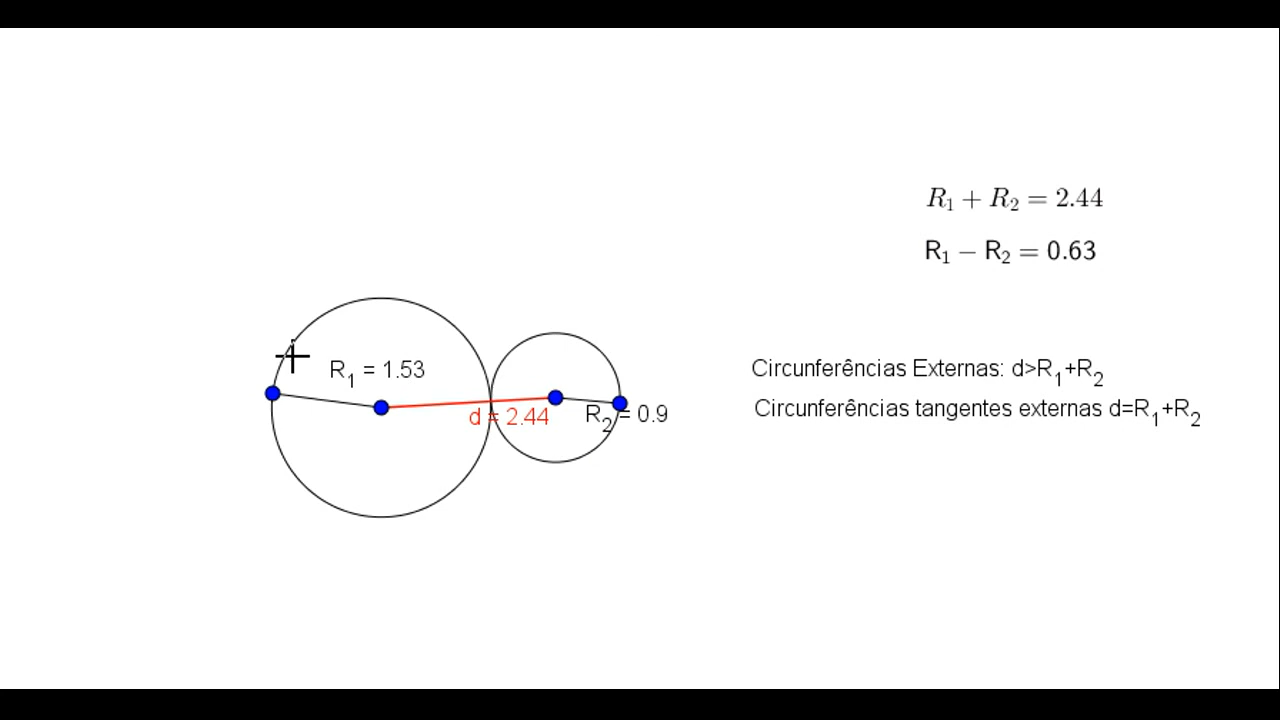 R₁ + R₂ = 2.44
R₁ − R₂ = 0.63
R₁ = 1.53
d = 2.44
R₂ = 0.9
Circunferências Externas: d>R₁+R₂
Circunferências tangentes externas d=R₁+R₂